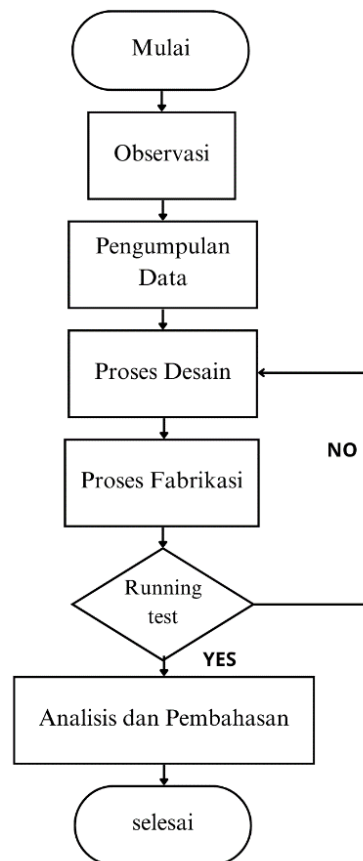 Mulai
Observasi
Pengumpulan
Data
Proses Desain
NO
Proses Fabrikasi
Running
test
YES
Analisis dan Pembahasan
selesai